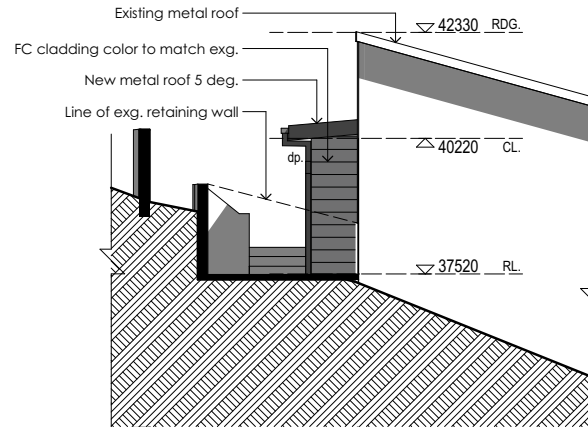 Existing metal roof
42330 RDG.
FC cladding color to match exg.
New metal roof 5 deg.
Line of exg. retaining wall
40220 CL.
dp.
37520 RL.